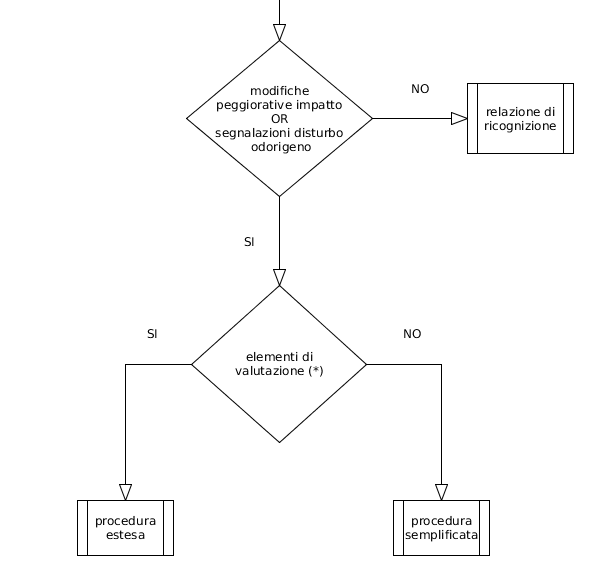 modifiche
peggiorative impatto
OR
segnalazioni disturbo
odorigeno
NO
relazione di
ricognizione
SI
elementi di
valutazione (*)
SI
NO
procedura
estesa
procedura
semplificata